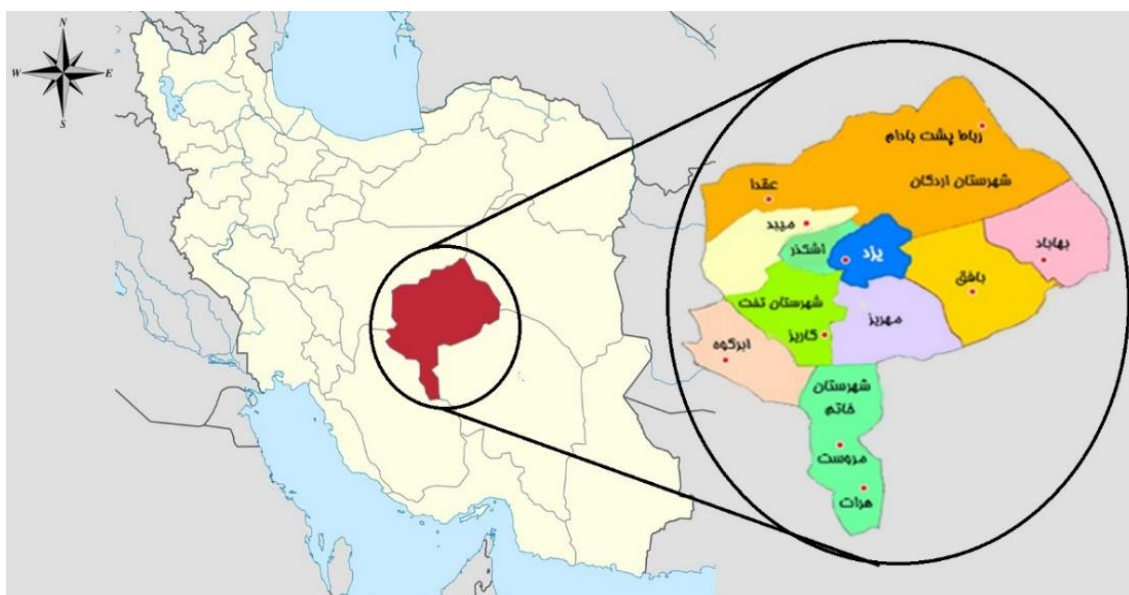 N
W E
S
رباط پشت بادام
شهرستان اردکان
عقدا
میبد
اشکذر
یزد
بهاباد
بافق
شهرستان تفت
مهریز
کاریز
ابرکوه
شهرستان
خاتم
مروست
هرات